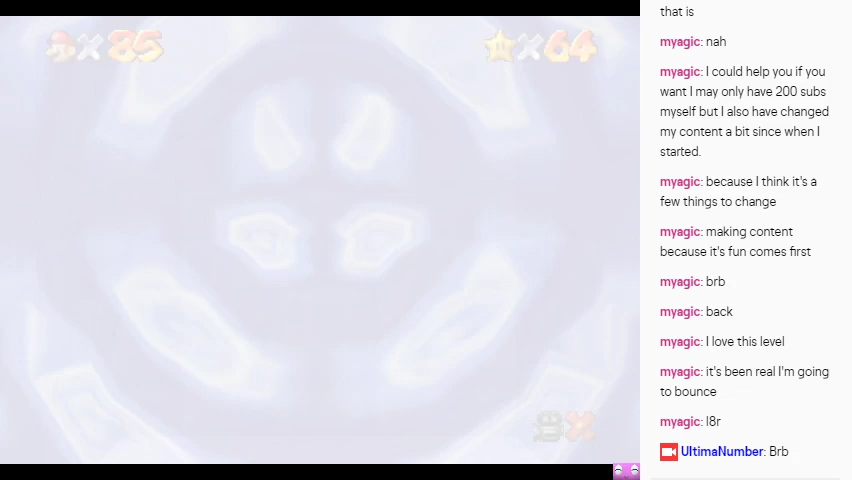 × 85
× 64
that is
myagic: nah
myagic: I could help you if you
want I may only have 200 subs
myself but I also have changed
my content a bit since when I
started.
myagic: because I think it's a
few things to change
myagic: making content
because it's fun comes first
myagic: brb
myagic: back
myagic: I love this level
myagic: it's been real I'm going
to bounce
myagic: l8r
UltimaNumber: Brb